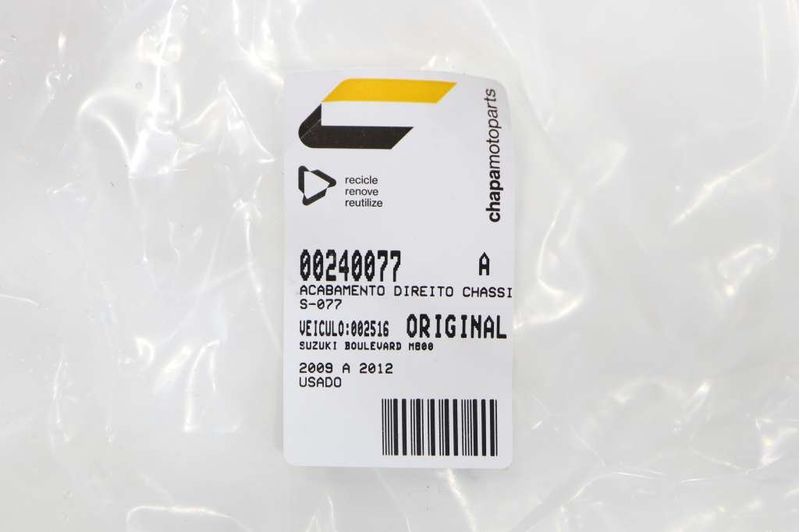 chapamotoparts
recicle
renove
reutilize
00240077 A
ACABAMENTO DIREITO CHASSI
S-077
VEICULO:002516 ORIGINAL
SUZUKI BOULEVARD M800
2009 A 2012
USADO